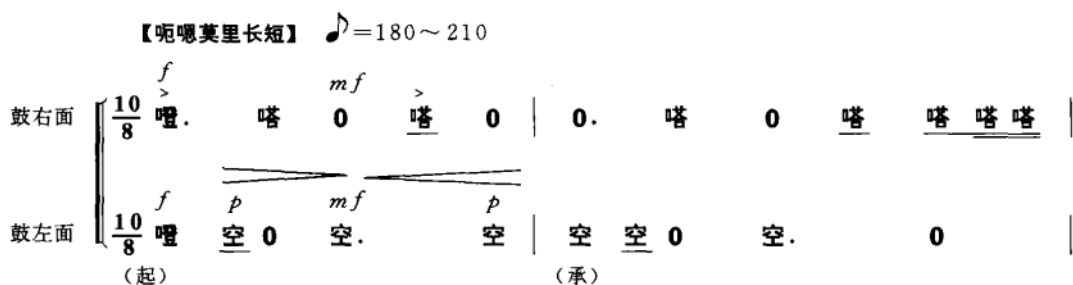 【呃嗯莫里长短】 ♪=180～210
f mf
鼓右面 10/8 噔. 嗒 0 嗒 0 | 0. 嗒 0 嗒 嗒 嗒 嗒 |
f p mf p
鼓左面 10/8 噔 空 0 空. 空 | 空 空 0 空. 0 |
（起） （承）